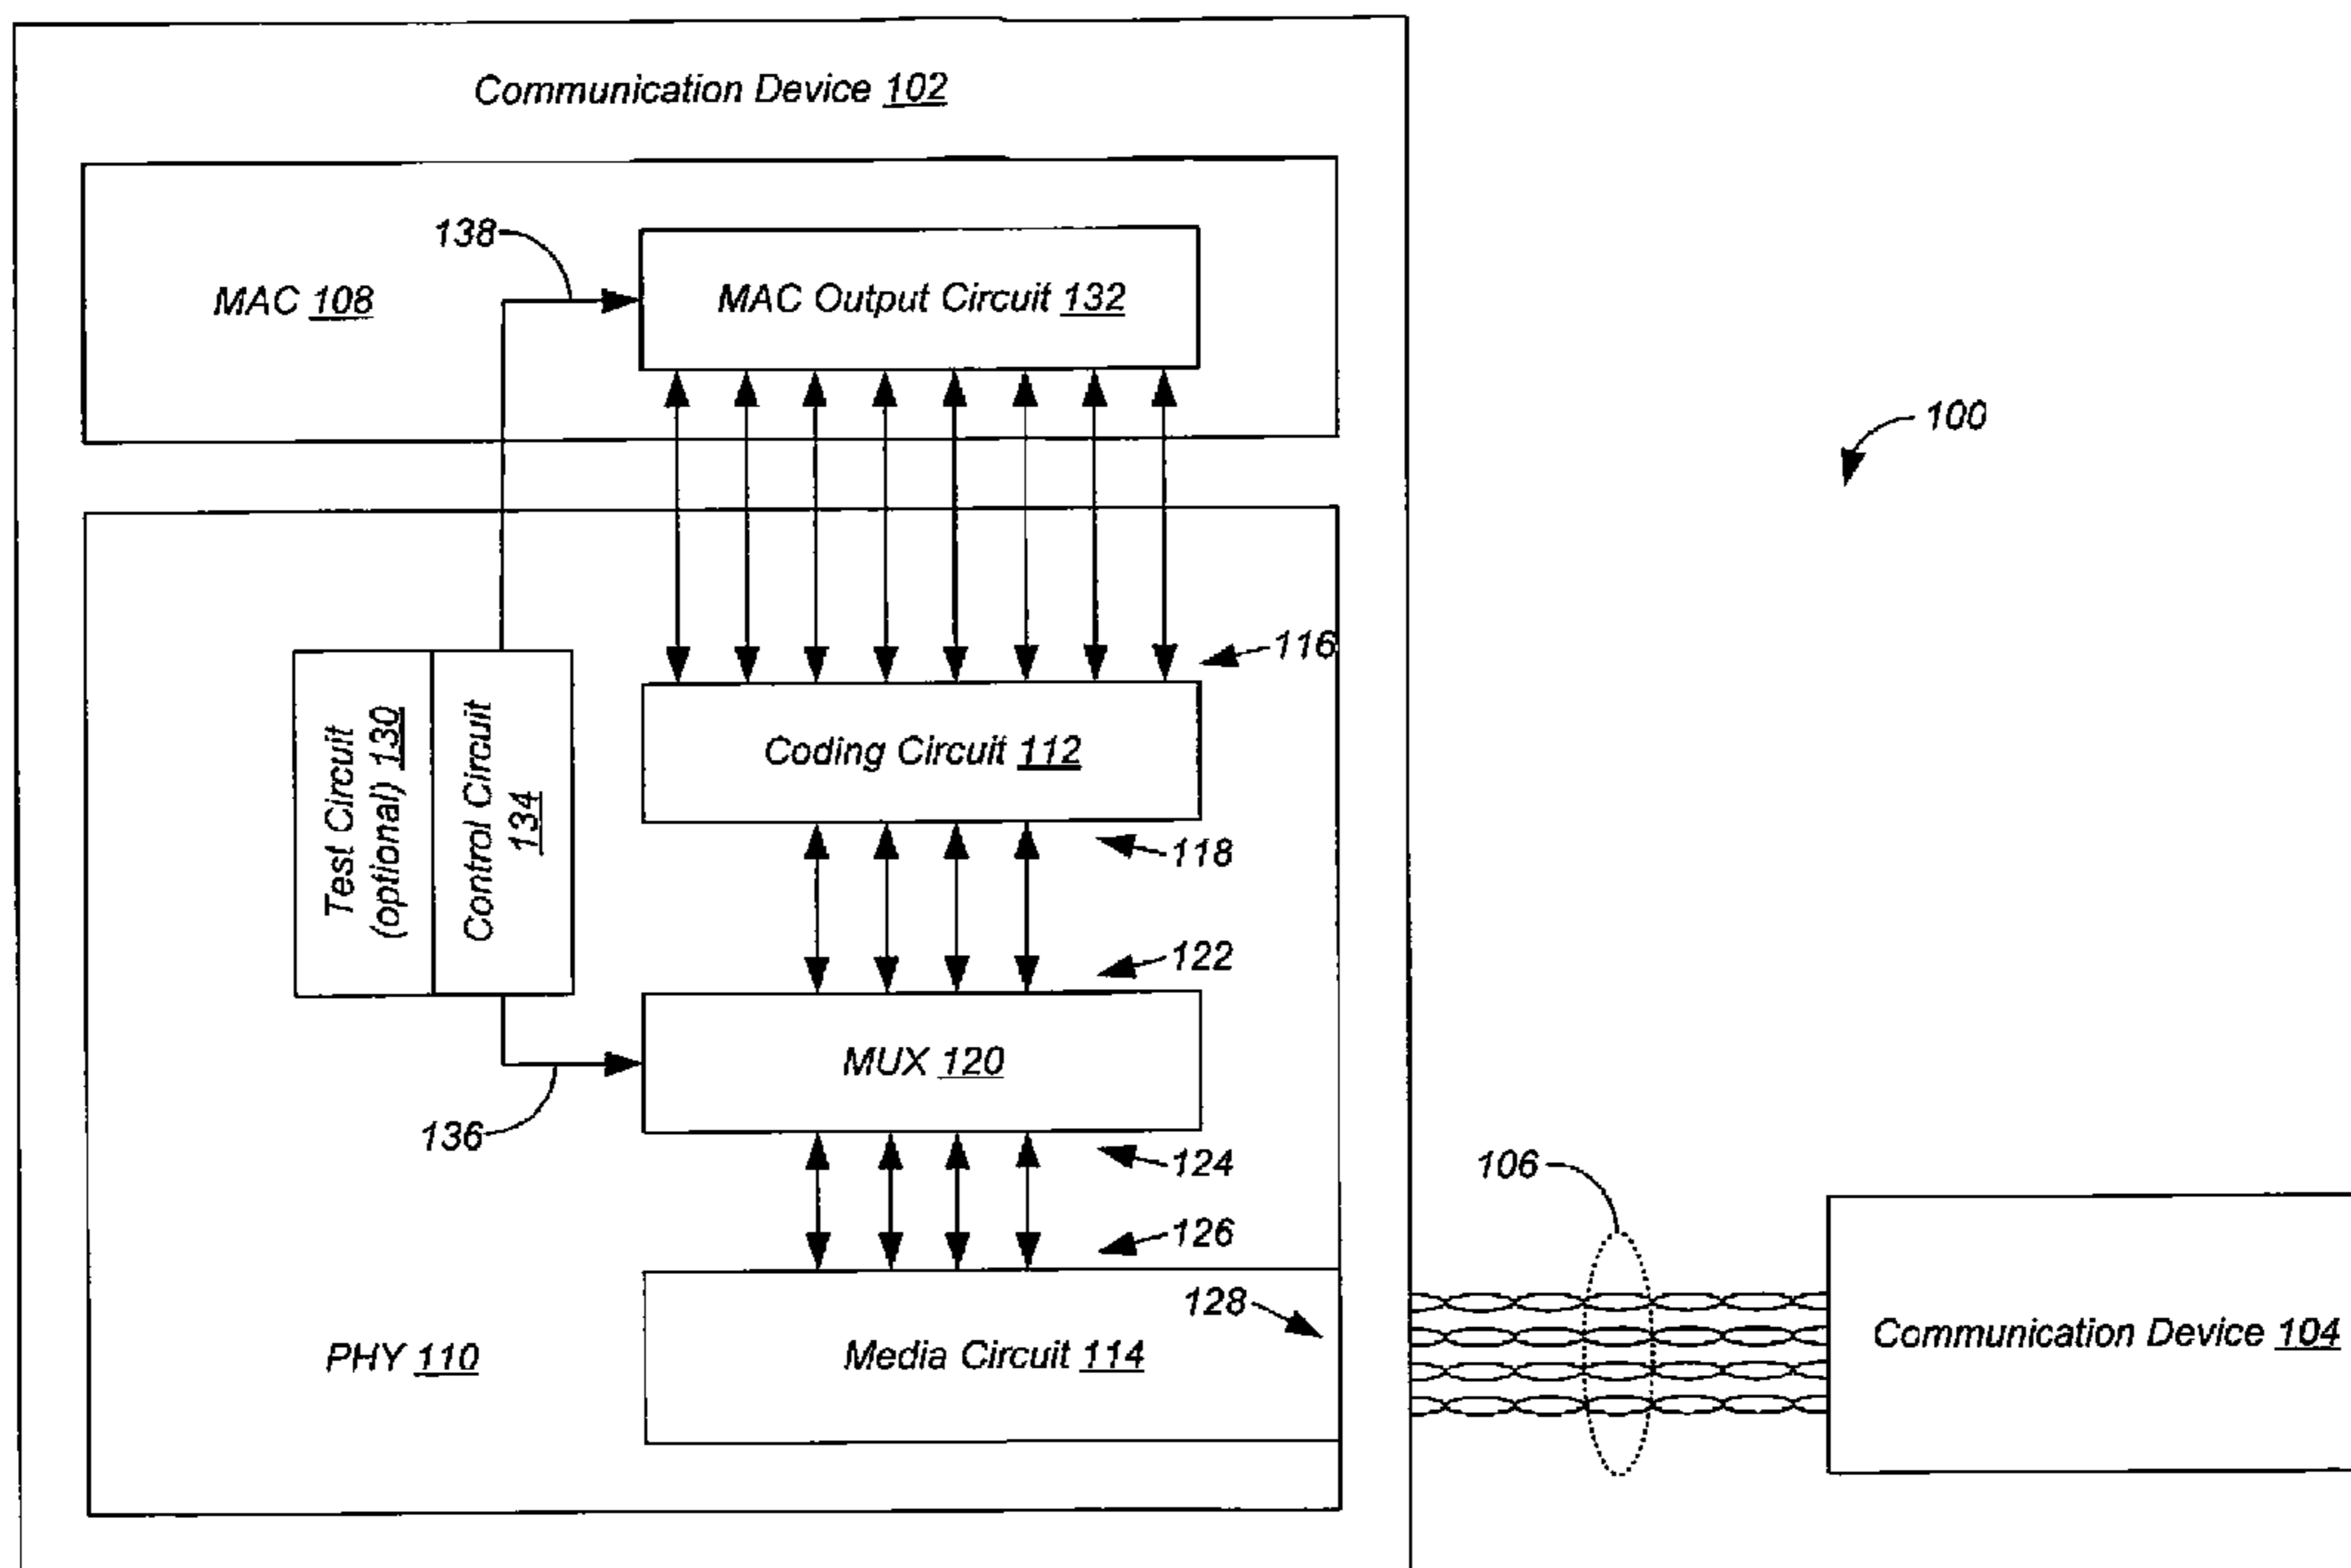 Communication Device 102
138
MAC 108
MAC Output Circuit 132
100
116
Test Circuit
(optional) 130
Control Circuit
134
Coding Circuit 112
118
122
MUX 120
136
124
106
126
128
PHY 110
Media Circuit 114
Communication Device 104